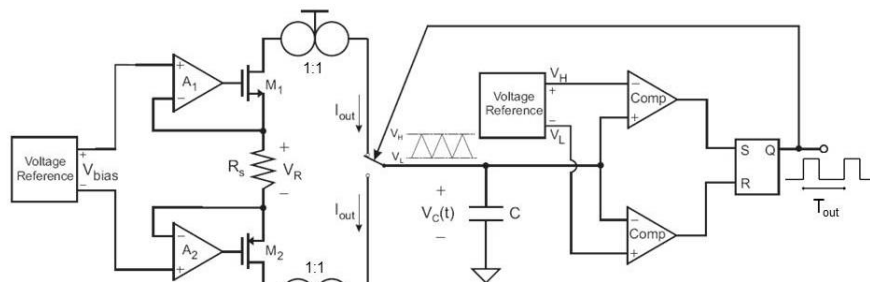 1:1
A1
M1
Iout
VH
VL
Voltage
Reference
VH
VL
Comp
Voltage
Reference
Vbias
Rs
VR
S Q
R
Tout
Iout
VC(t)
C
A2
M2
1:1
Comp